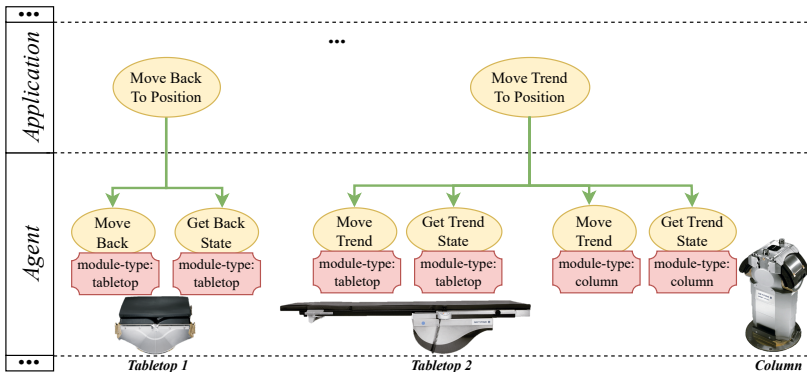 •••
Application
•••
Move Back
To Position
Move Trend
To Position
Agent
Move
Back
Get Back
State
Move
Trend
Get Trend
State
Move
Trend
Get Trend
State
module-type:
tabletop
module-type:
tabletop
module-type:
tabletop
module-type:
tabletop
module-type:
column
module-type:
column
•••
Tabletop 1
Tabletop 2
Column